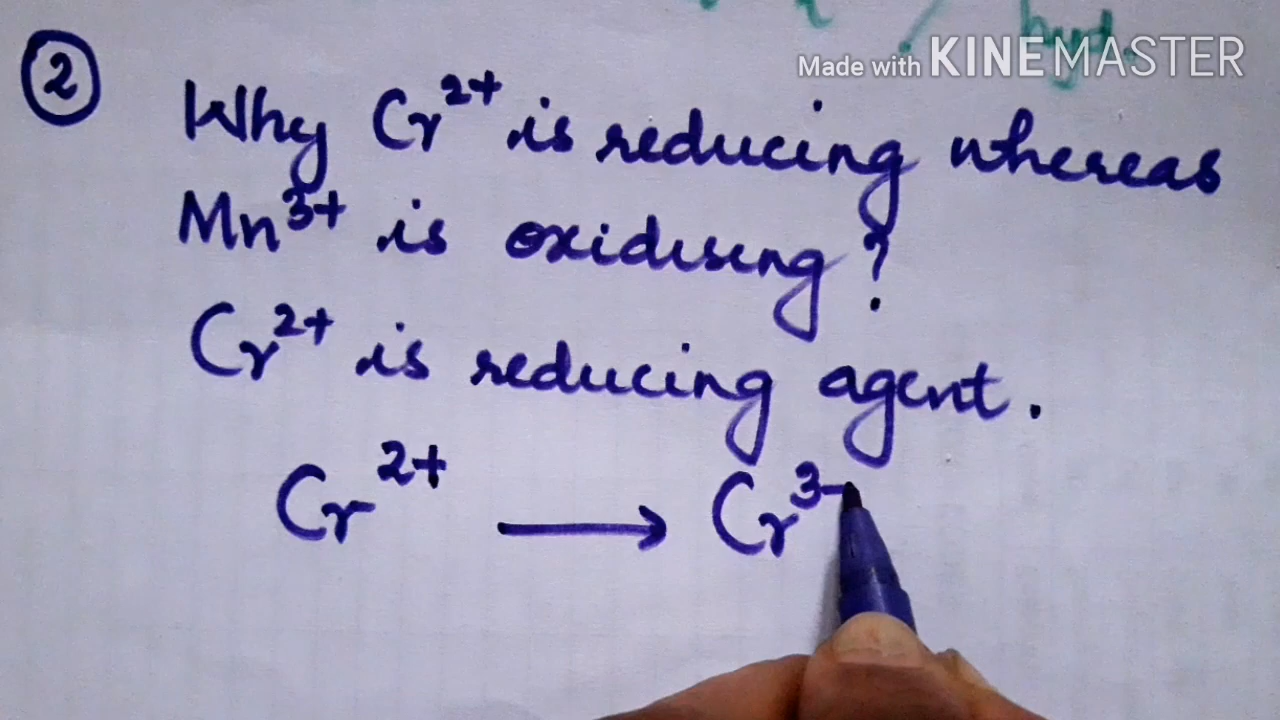 Made with KINEMASTER
② Why Cr²⁺ is reducing whereas
Mn³⁺ is oxidising ?
Cr²⁺ is reducing agent.
Cr²⁺ ⟶ Cr³⁻